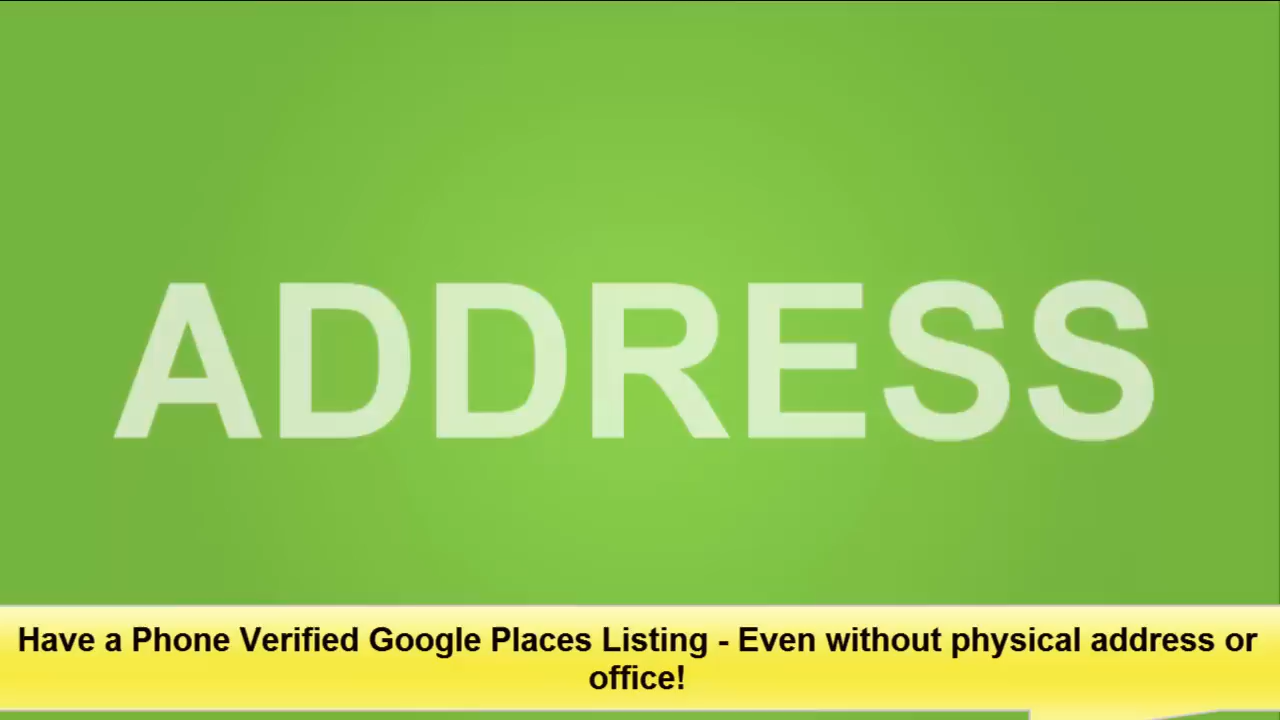 ADDRESS
Have a Phone Verified Google Places Listing - Even without physical address or
office!